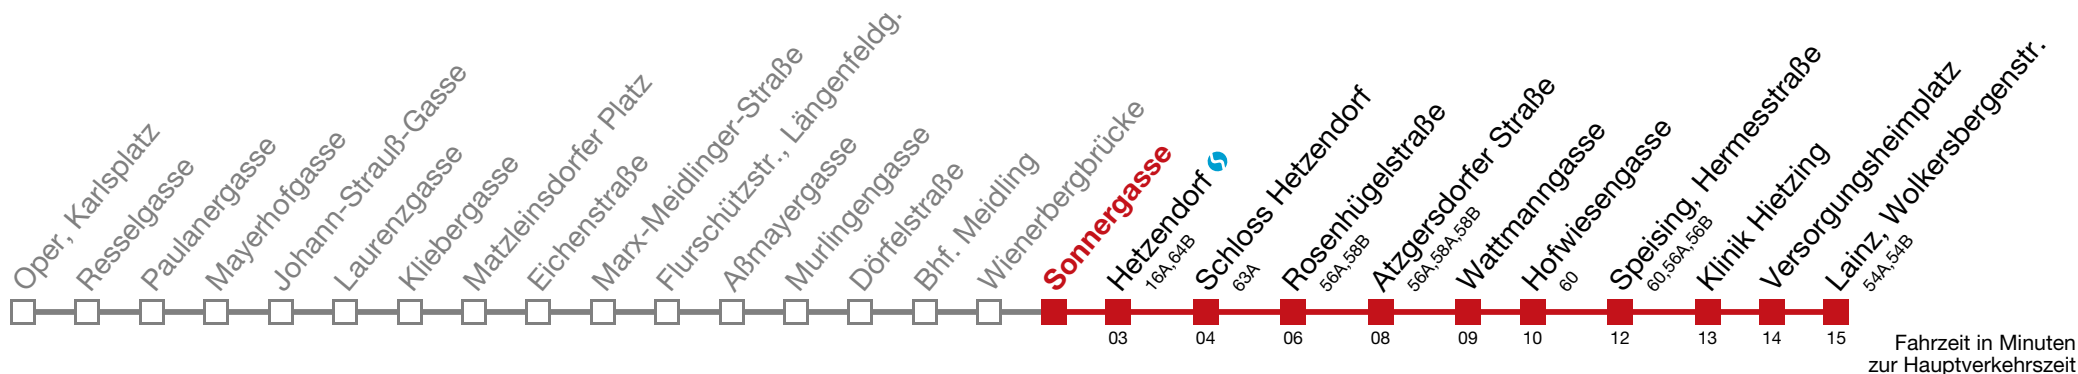 Oper, Karlsplatz
Resselgasse
Paulanergasse
Mayerhofgasse
Johann-Strauß-Gasse
Laurenzgasse
Kliebergasse
Matzleinsdorfer Platz
Eichenstraße
Marx-Meidlinger-Straße
Flurschützstr., Längenfeldg.
Aßmayergasse
Murlingengasse
Dörfelstraße
Bhf. Meidling
Wienerbergbrücke
Sonnergasse
Hetzendorf
16A,64B
Schloss Hetzendorf
63A
Rosenhügelstraße
56A,58B
Atzgersdorfer Straße
56A,58A,58B
Wattmanngasse
Hofwiesengasse
60
Speising, Hermesstraße
60,56A,56B
Klinik Hietzing
Versorgungsheimplatz
Lainz, Wolkersbergenstr.
54A,54B
03 04 06 08 09 10 12 13 14 15
Fahrzeit in Minuten
zur Hauptverkehrszeit